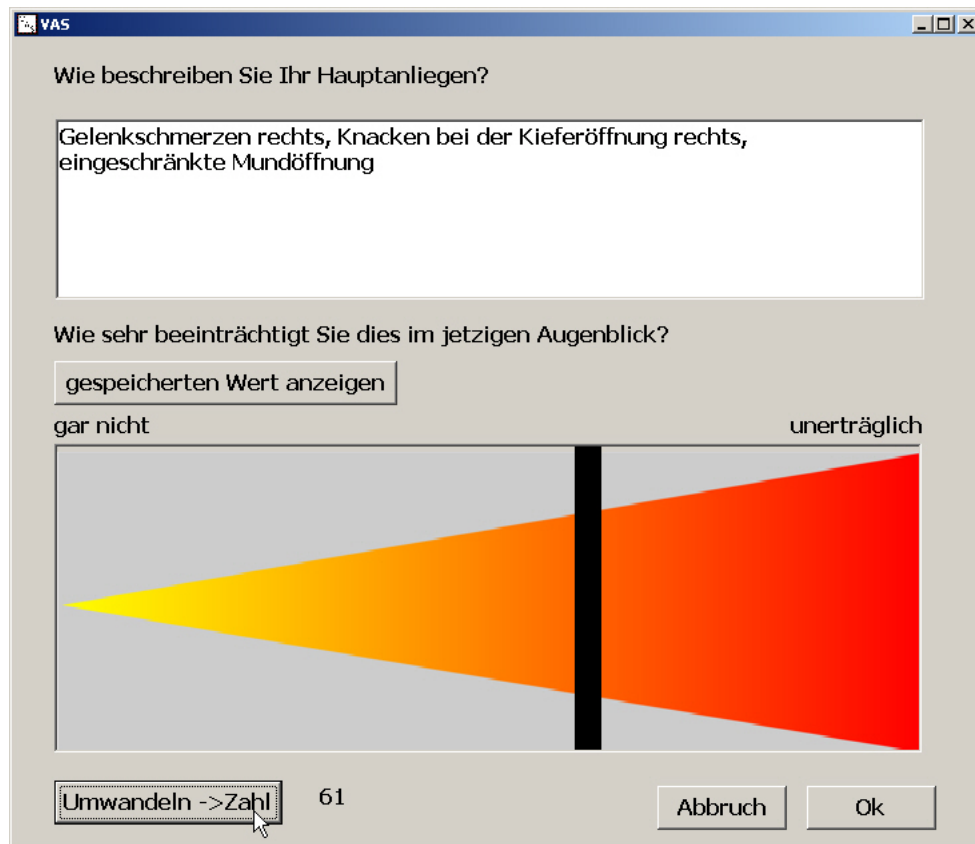 VAS
Wie beschreiben Sie Ihr Hauptanliegen?
Gelenkschmerzen rechts, Knacken bei der Kieferöffnung rechts,
eingeschränkte Mundöffnung
Wie sehr beeinträchtigt Sie dies im jetzigen Augenblick?
gespeicherten Wert anzeigen
gar nicht unerträglich
Umwandeln ->Zahl 61 Abbruch Ok